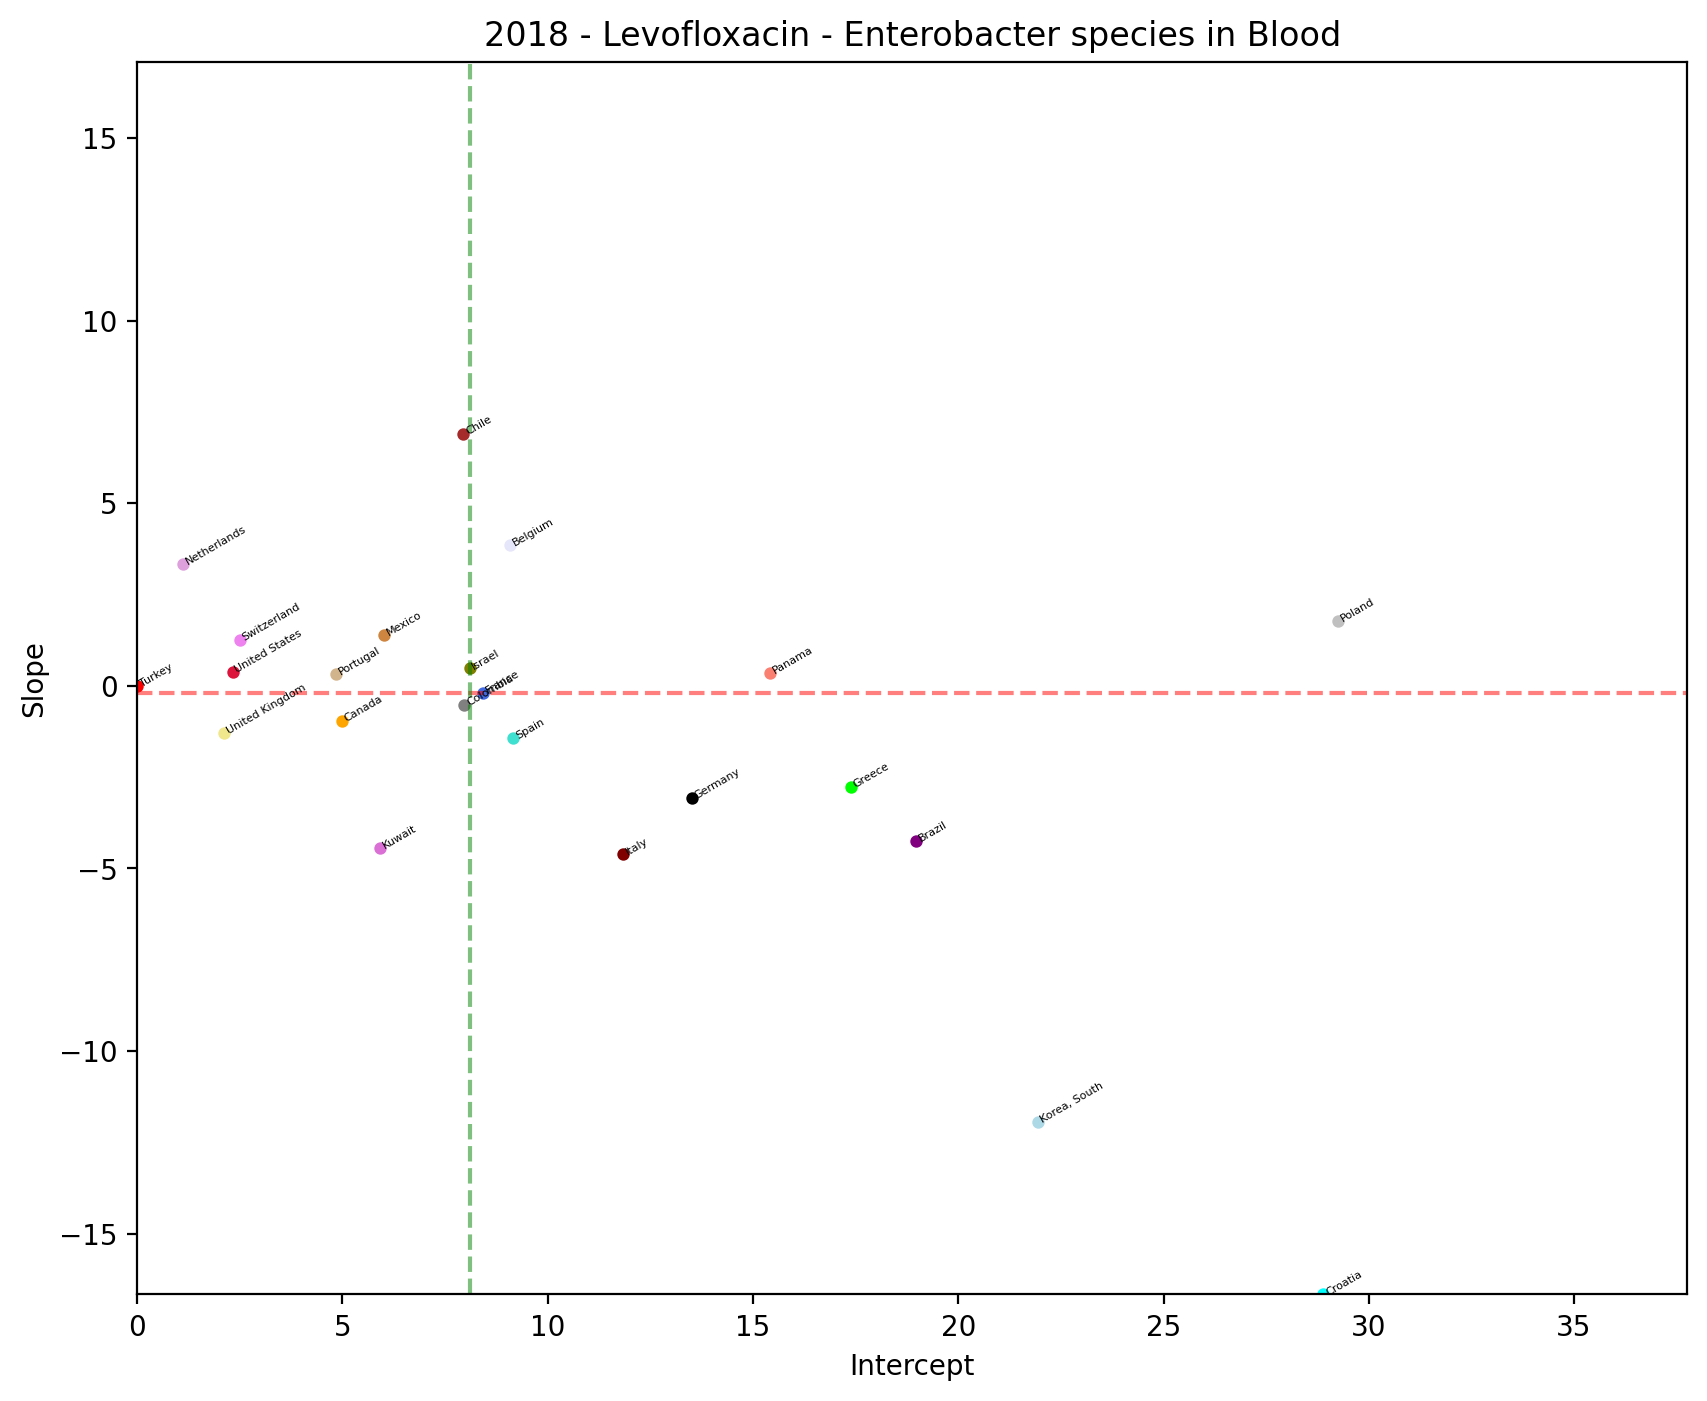 2018 - Levofloxacin - Enterobacter species in Blood
15
10
5
0
−5
−10
−15
Slope
Chile
Belgium
Netherlands
Switzerland
Mexico
Poland
United States
Portugal
Israel
Panama
Turkey
France
Colombia
United Kingdom
Canada
Spain
Germany
Greece
Kuwait
Italy
Brazil
Korea, South
Croatia
0
5
10
15
20
25
30
35
Intercept